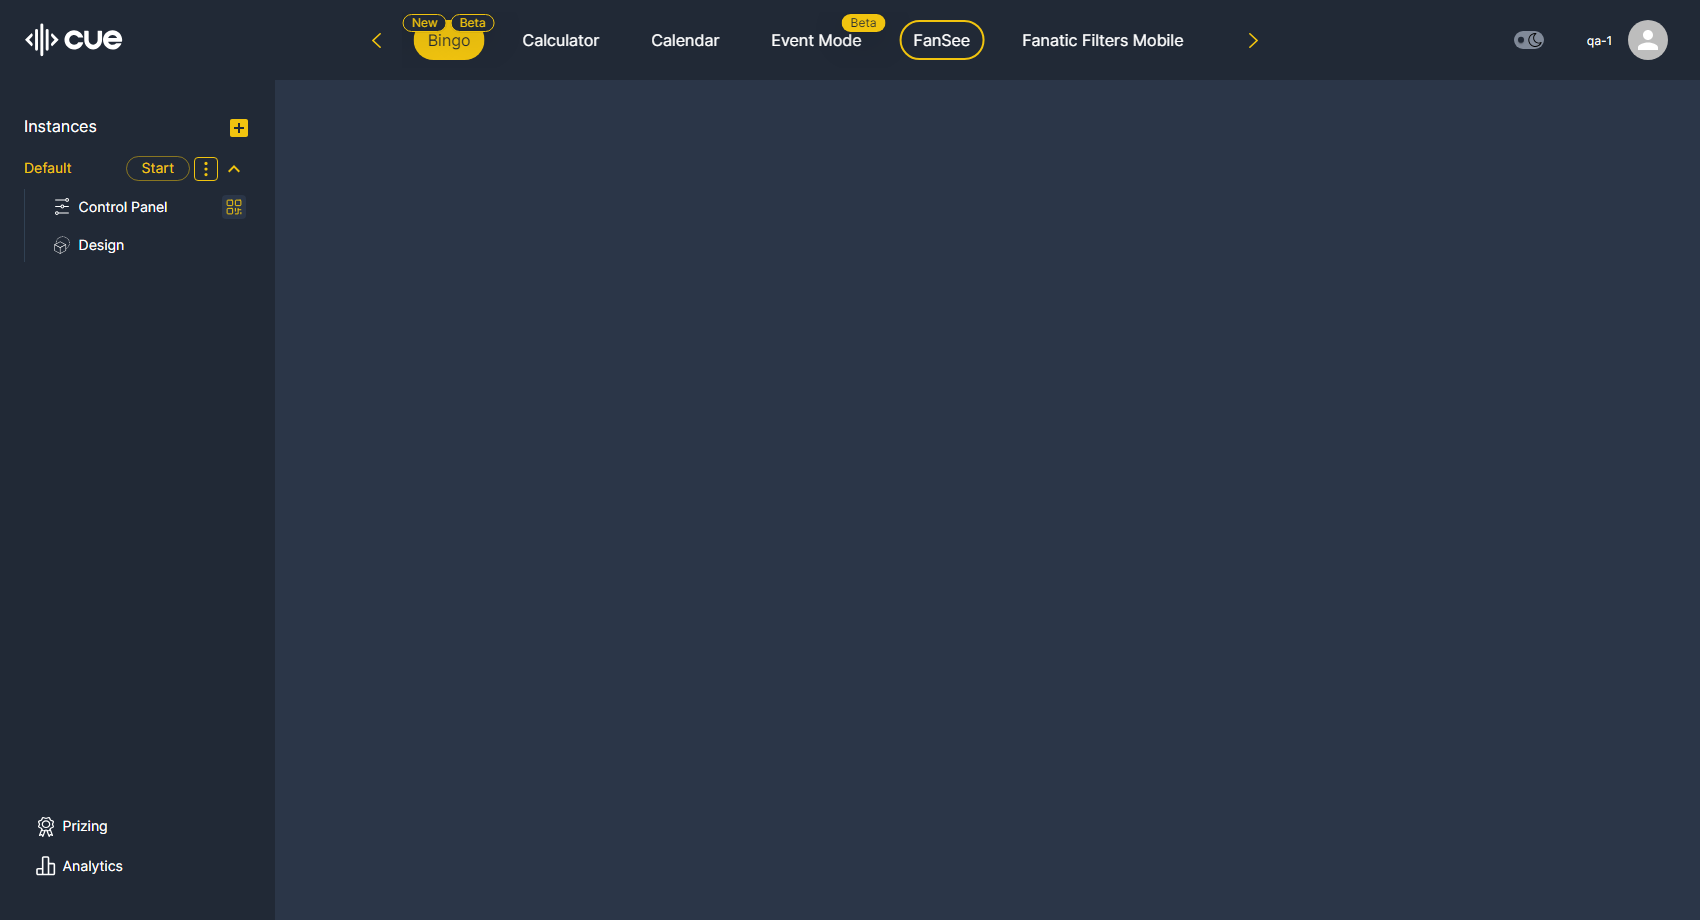 cue
New Beta
Bingo
Calculator
Calendar
Event Mode
Beta
FanSee
Fanatic Filters Mobile
qa-1
Instances
Default
Start
Control Panel
Design
Prizing
Analytics